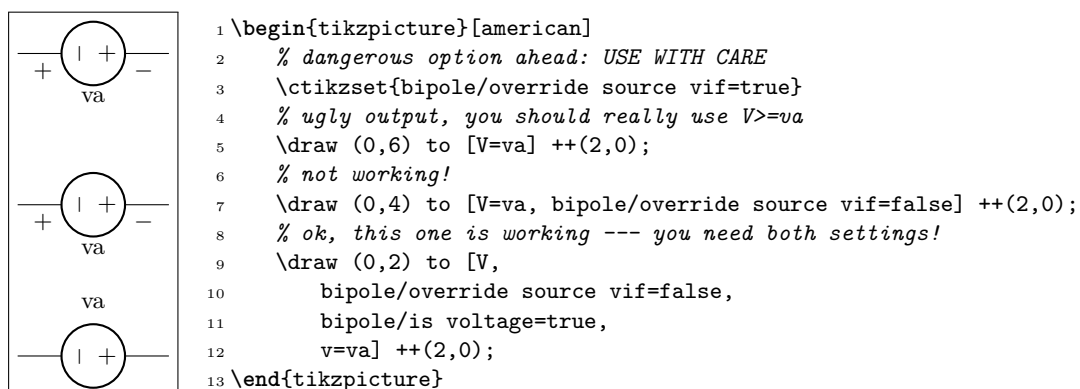 + −
va
+ −
va
va
1 \begin{tikzpicture}[american]
2 % dangerous option ahead: USE WITH CARE
3 \ctikzset{bipole/override source vif=true}
4 % ugly output, you should really use V>=va
5 \draw (0,6) to [V=va] ++(2,0);
6 % not working!
7 \draw (0,4) to [V=va, bipole/override source vif=false] ++(2,0);
8 % ok, this one is working --- you need both settings!
9 \draw (0,2) to [V,
10 bipole/override source vif=false,
11 bipole/is voltage=true,
12 v=va] ++(2,0);
13 \end{tikzpicture}